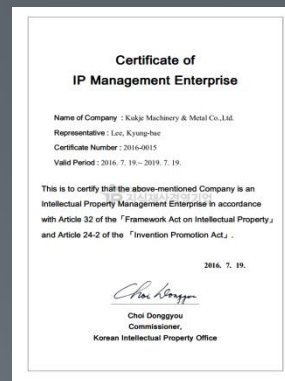 Certificate of
IP Management Enterprise
Name of Company : Kukje Machinery & Metal Co.,Ltd.
Representative : Lee, Kyung-bae
Certificate Number : 2016-0015
Valid Period : 2016. 7. 19.– 2019. 7. 19.
This is to certify that the above-mentioned Company is an
Intellectual Property Management Enterprise in accordance
with Article 32 of the「Framework Act on Intellectual Property」
and Article 24-2 of the 「Invention Promotion Act」.
2016. 7. 19.
Choi Donggyou
Choi Donggyou
Commissioner,
Korean Intellectual Property Office